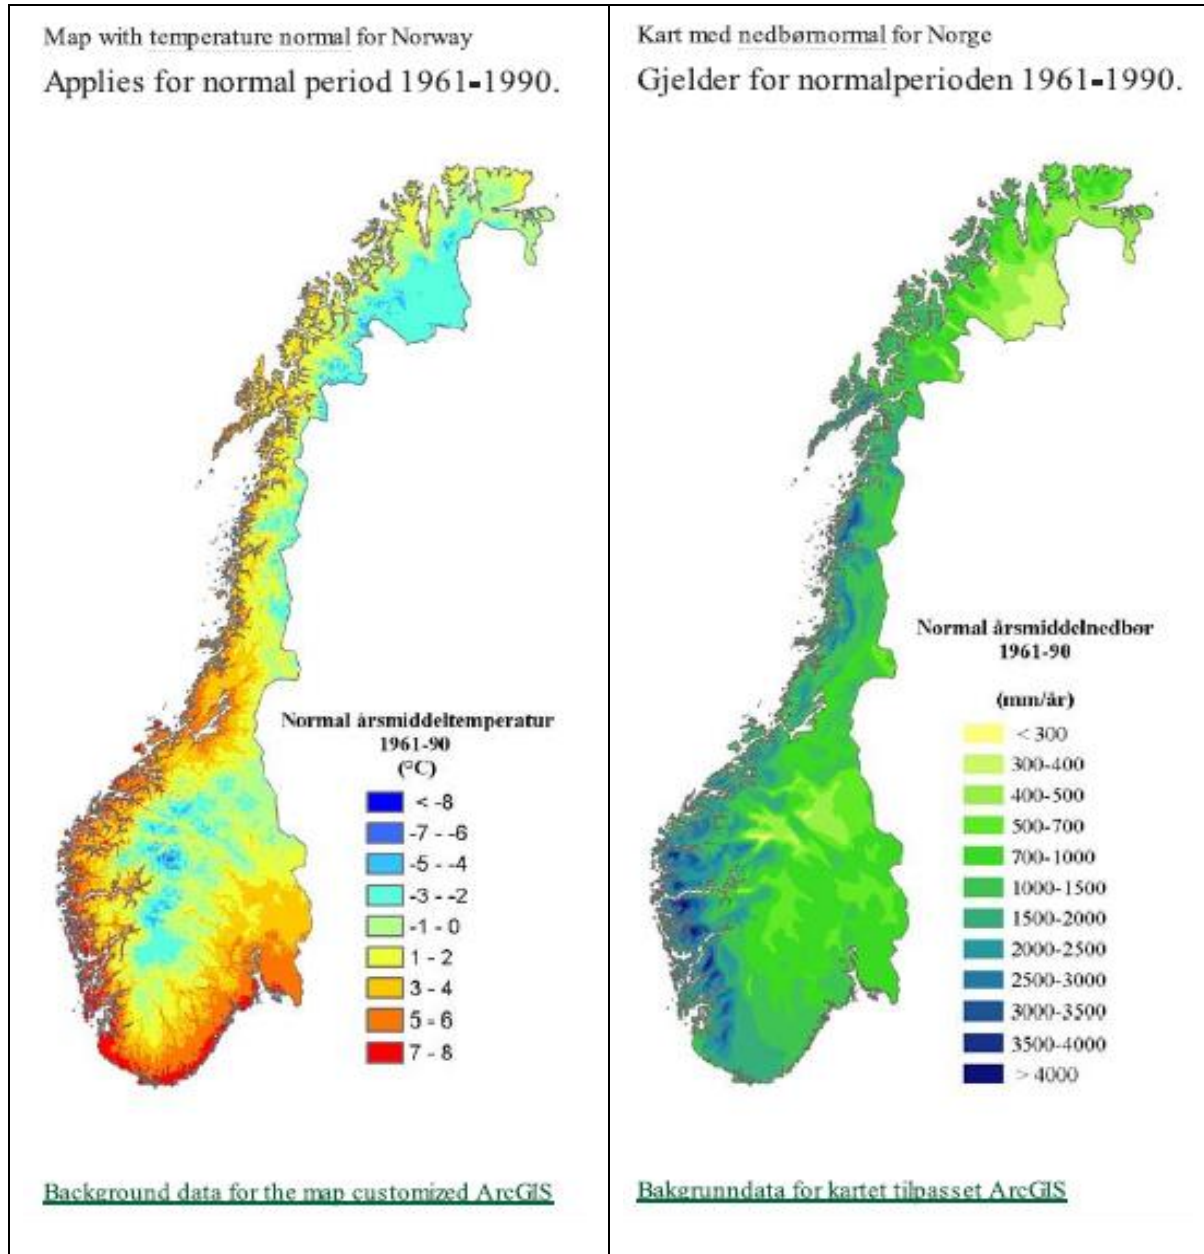 Map with temperature normal for Norway
Applies for normal period 1961-1990.
Normal årsmiddeltemperatur
1961-90
(°C)
< -8
-7 - -6
-5 - -4
-3 - -2
-1 - 0
1 - 2
3 - 4
5 - 6
7 - 8
Background data for the map customized ArcGIS
Kart med nedbørnormal for Norge
Gjelder for normalperioden 1961-1990.
Normal årsmiddelnedbør
1961-90
(mm/år)
< 300
300-400
400-500
500-700
700-1000
1000-1500
1500-2000
2000-2500
2500-3000
3000-3500
3500-4000
> 4000
Bakgrunndata for kartet tilpasset ArcGIS